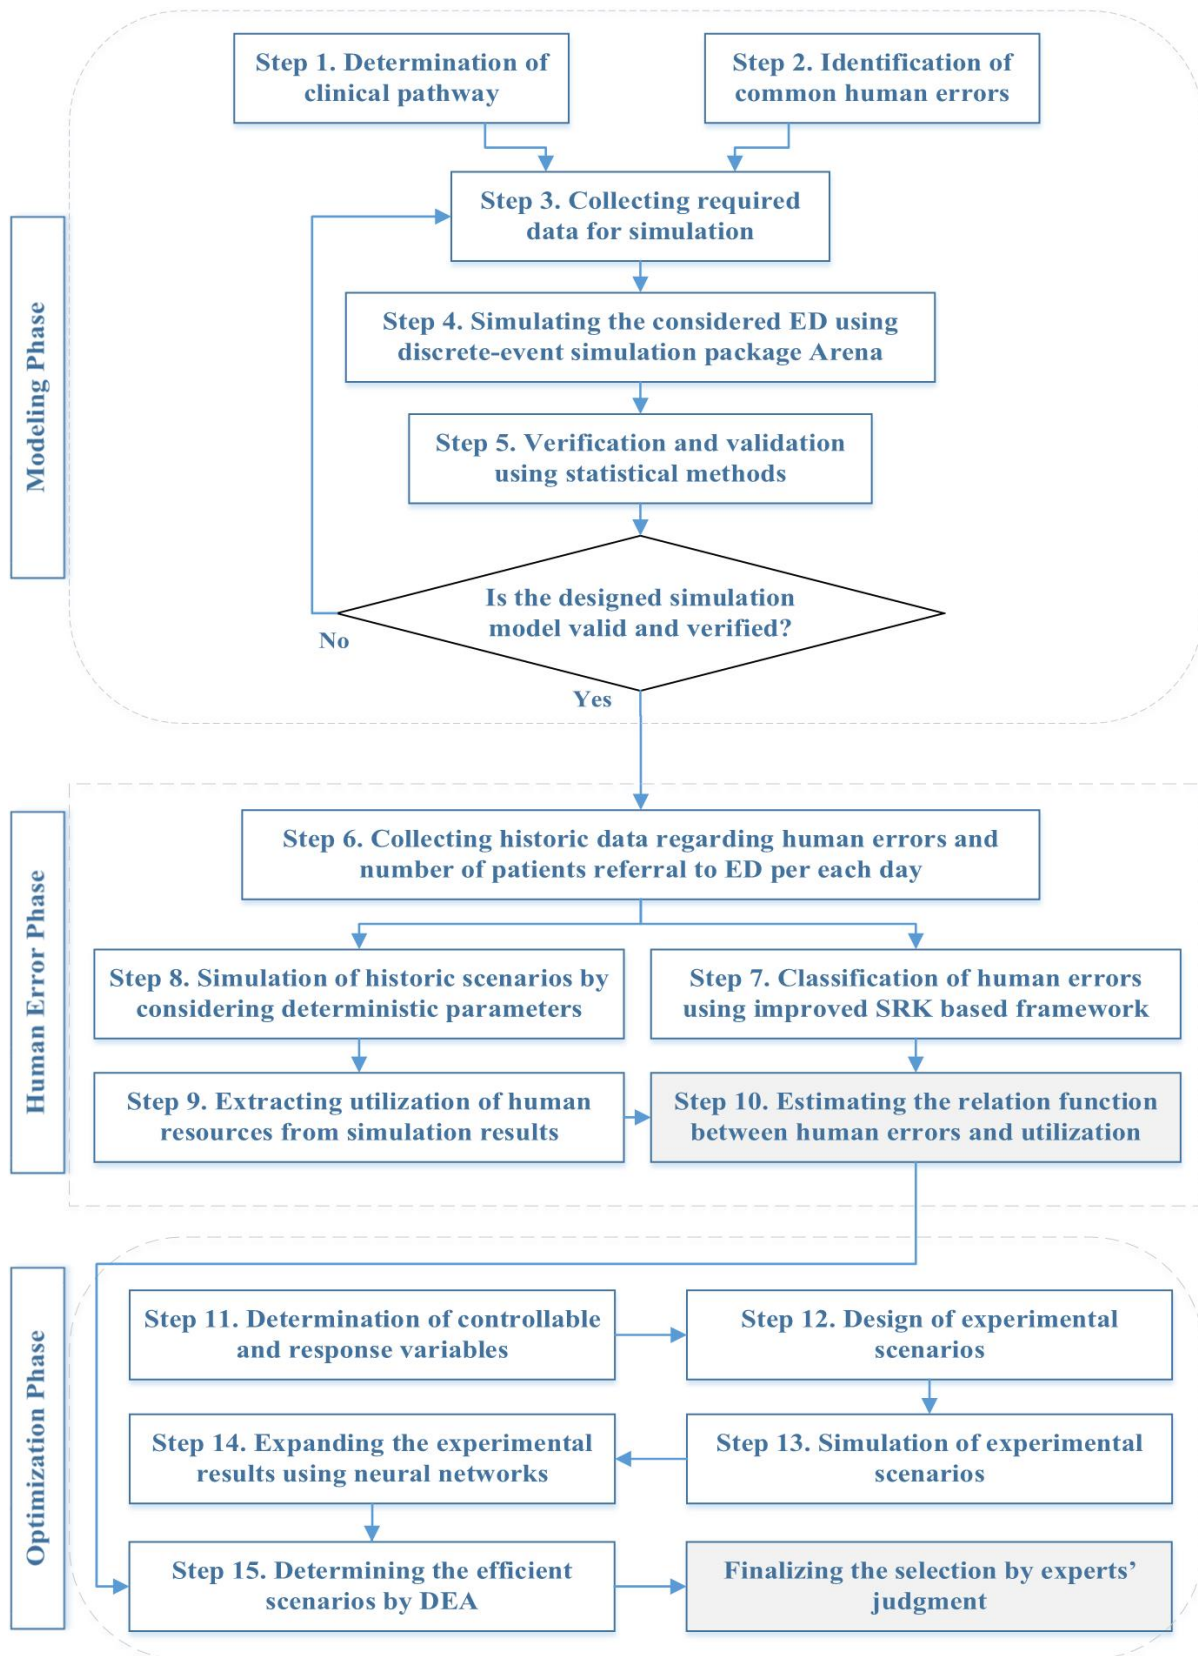 Modeling Phase
Step 1. Determination of
clinical pathway
Step 2. Identification of
common human errors
Step 3. Collecting required
data for simulation
Step 4. Simulating the considered ED using
discrete-event simulation package Arena
Step 5. Verification and validation
using statistical methods
Is the designed simulation
model valid and verified?
No
Yes
Human Error Phase
Step 6. Collecting historic data regarding human errors and
number of patients referral to ED per each day
Step 8. Simulation of historic scenarios by
considering deterministic parameters
Step 7. Classification of human errors
using improved SRK based framework
Step 9. Extracting utilization of human
resources from simulation results
Step 10. Estimating the relation function
between human errors and utilization
Optimization Phase
Step 11. Determination of controllable
and response variables
Step 12. Design of experimental
scenarios
Step 14. Expanding the experimental
results using neural networks
Step 13. Simulation of experimental
scenarios
Step 15. Determining the efficient
scenarios by DEA
Finalizing the selection by experts’
judgment